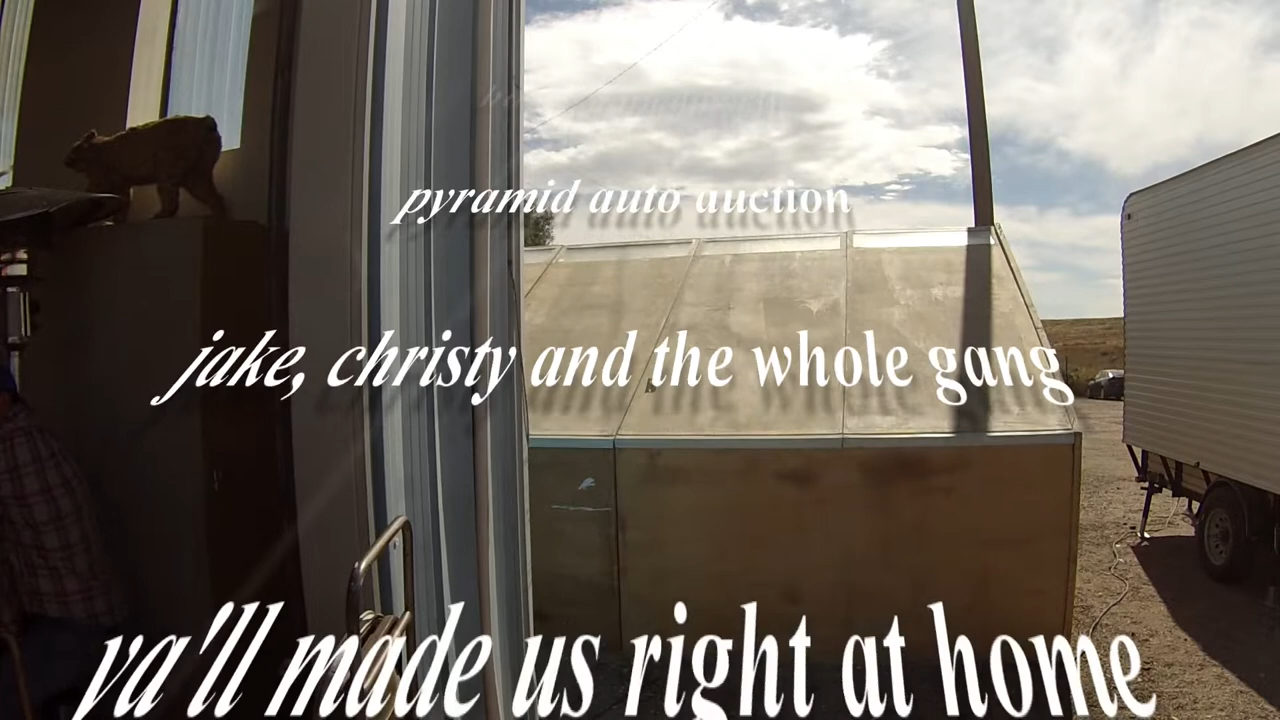 pyramid auto auction
jake, christy and the whole gang
ya'll made us right at home